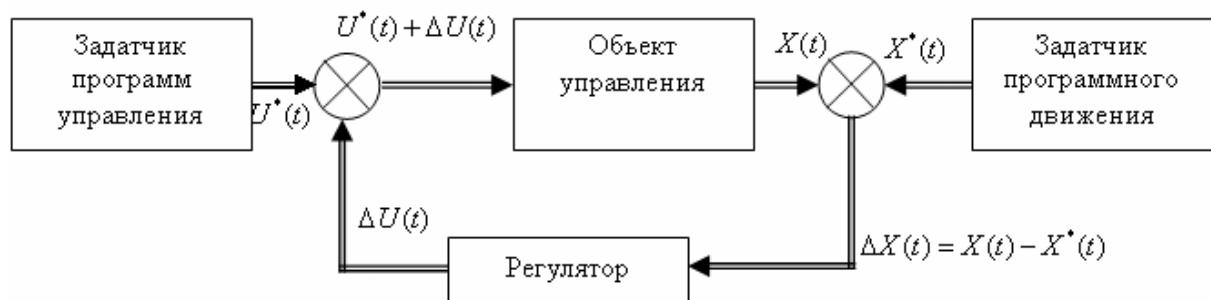 Задатчик
программ
управления
U*(t)
U*(t) + ΔU(t)
Объект
управления
X(t)
X*(t)
Задатчик
программного
движения
ΔU(t)
Регулятор
ΔX(t) = X(t) − X*(t)